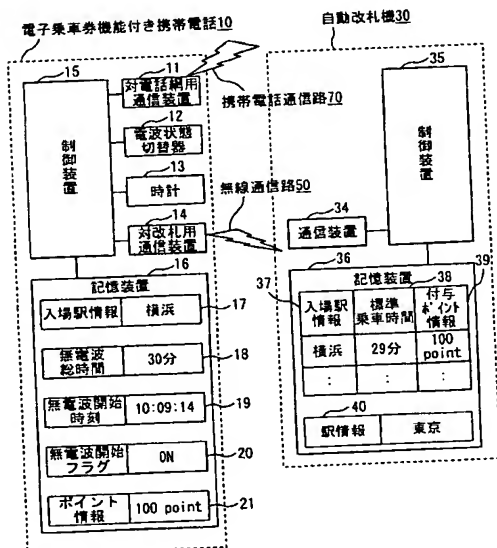 電子乗車券機能付き携帯電話10
15
制御装置
11
対電話網用
通信装置
12
電波状態
切替器
13
時計
14
対改札用
通信装置
携帯電話通信路70
無線通信路50
16
記憶装置
入場駅情報 横浜
17
無電波
総時間 30分
18
無電波開始
時刻 10:09:14
19
無電波開始
フラグ ON
20
ポイント
情報 100 point
21
自動改札機30
35
制御装置
34
通信装置
36
記憶装置
37
38
39
入場駅
情報 標準
乗車時間 付与
ポイント
情報
横浜 29分 100
point
: : :
40
駅情報 東京